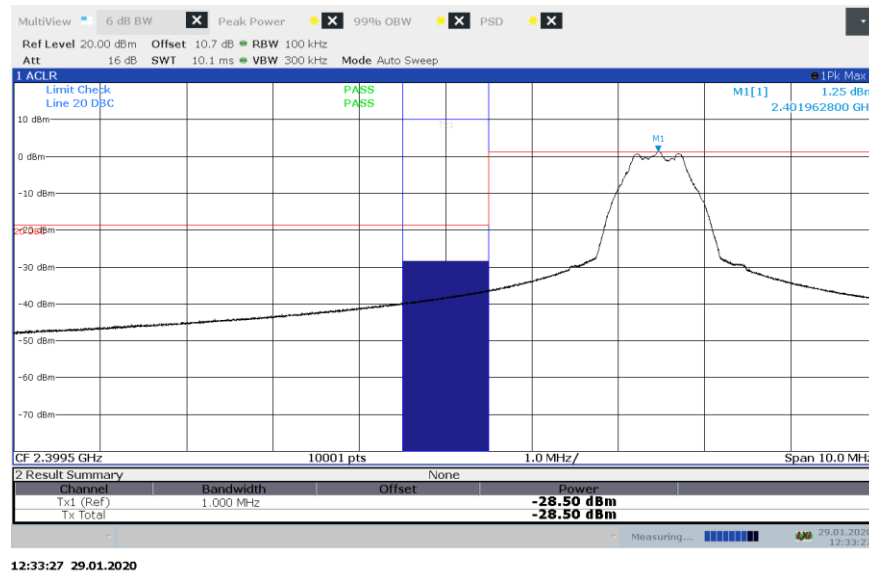 MultiView 6 dB BW X Peak Power X 99% OBW X PSD X
Ref Level 20.00 dBm Offset 10.7 dB RBW 100 kHz
Att 16 dB SWT 10.1 ms VBW 300 kHz Mode Auto Sweep
1 ACLR 1Pk Max
Limit Check PASS M1[1] 1.25 dBm
Line 20 DBC PASS 2.401962800 GH
Tx1
10 dBm
M1
0 dBm
-10 dBm
-20 dBm
-30 dBm
-40 dBm
-50 dBm
-60 dBm
-70 dBm
CF 2.3995 GHz 10001 pts 1.0 MHz/ Span 10.0 MHz
2 Result Summary None
Channel Bandwidth Offset Power
Tx1 (Ref) 1.000 MHz -28.50 dBm
Tx Total -28.50 dBm
Measuring... LXI 29.01.2020
12:33:27
12:33:27 29.01.2020